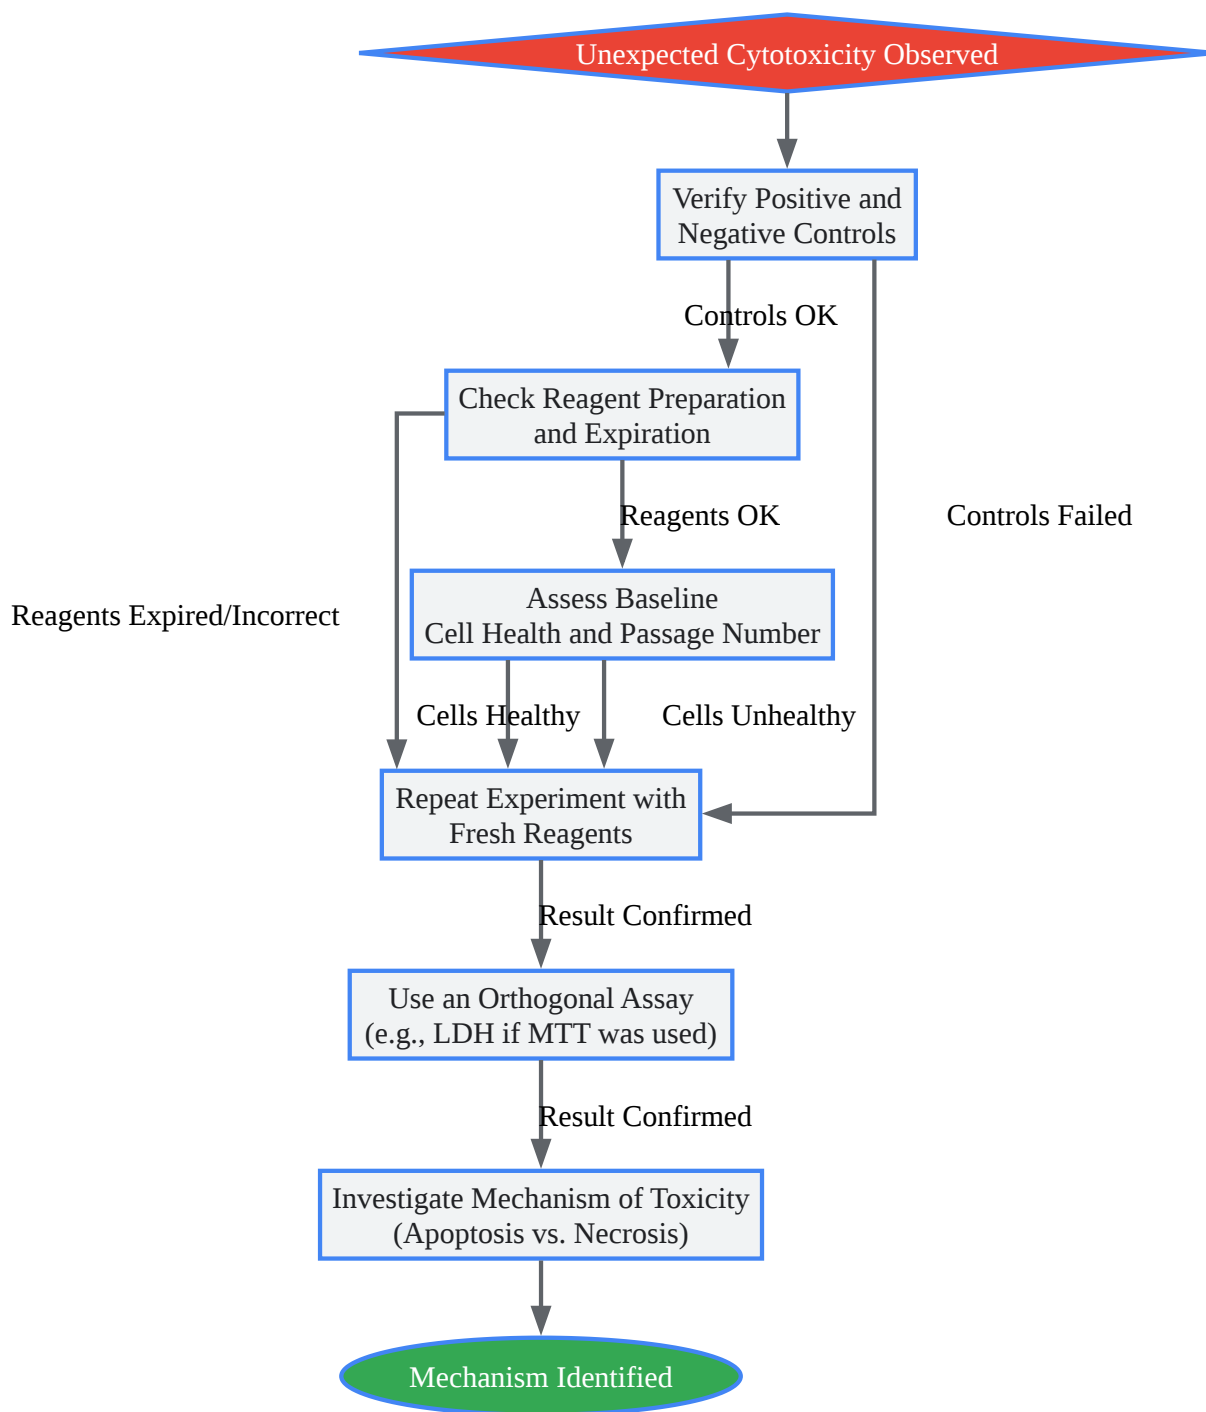 Unexpected Cytotoxicity Observed
Verify Positive and
Negative Controls
Controls OK
Check Reagent Preparation
and Expiration
Reagents OK
Controls Failed
Assess Baseline
Cell Health and Passage Number
Reagents Expired/Incorrect
Cells Healthy
Cells Unhealthy
Repeat Experiment with
Fresh Reagents
Result Confirmed
Use an Orthogonal Assay
(e.g., LDH if MTT was used)
Result Confirmed
Investigate Mechanism of Toxicity
(Apoptosis vs. Necrosis)
Mechanism Identified